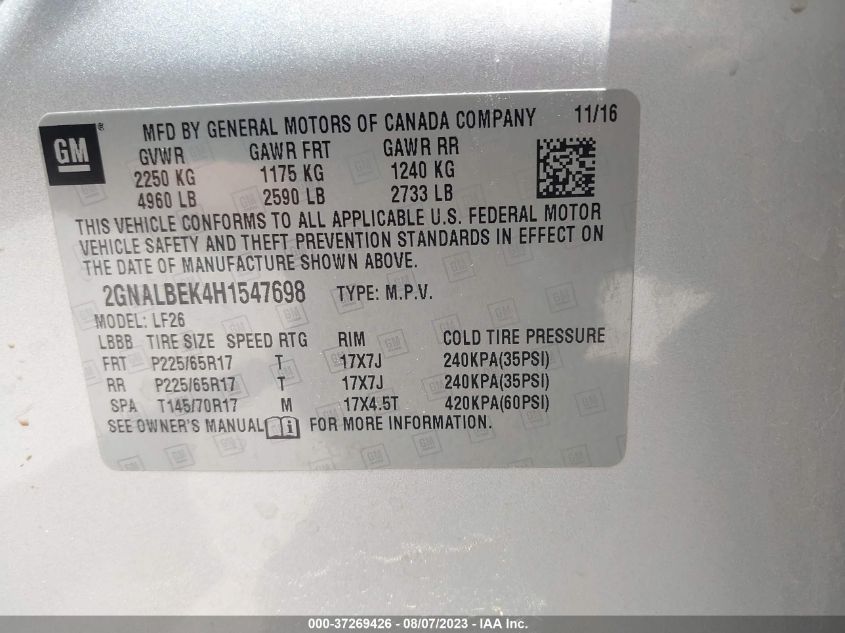 GM ® MFD BY GENERAL MOTORS OF CANADA COMPANY 11/16
GVWR GAWR FRT GAWR RR
2250 KG 1175 KG 1240 KG
4960 LB 2590 LB 2733 LB
THIS VEHICLE CONFORMS TO ALL APPLICABLE U.S. FEDERAL MOTOR
VEHICLE SAFETY AND THEFT PREVENTION STANDARDS IN EFFECT ON
THE DATE OF MANUFACTURE SHOWN ABOVE.
2GNALBEK4H1547698 TYPE: M.P.V.
MODEL: LF26
LBBB TIRE SIZE SPEED RTG RIM COLD TIRE PRESSURE
FRT P225/65R17 T 17X7J 240KPA(35PSI)
RR P225/65R17 T 17X7J 240KPA(35PSI)
SPA T145/70R17 M 17X4.5T 420KPA(60PSI)
SEE OWNER'S MANUAL i FOR MORE INFORMATION.
000-37269426 - 08/07/2023 - IAA Inc.